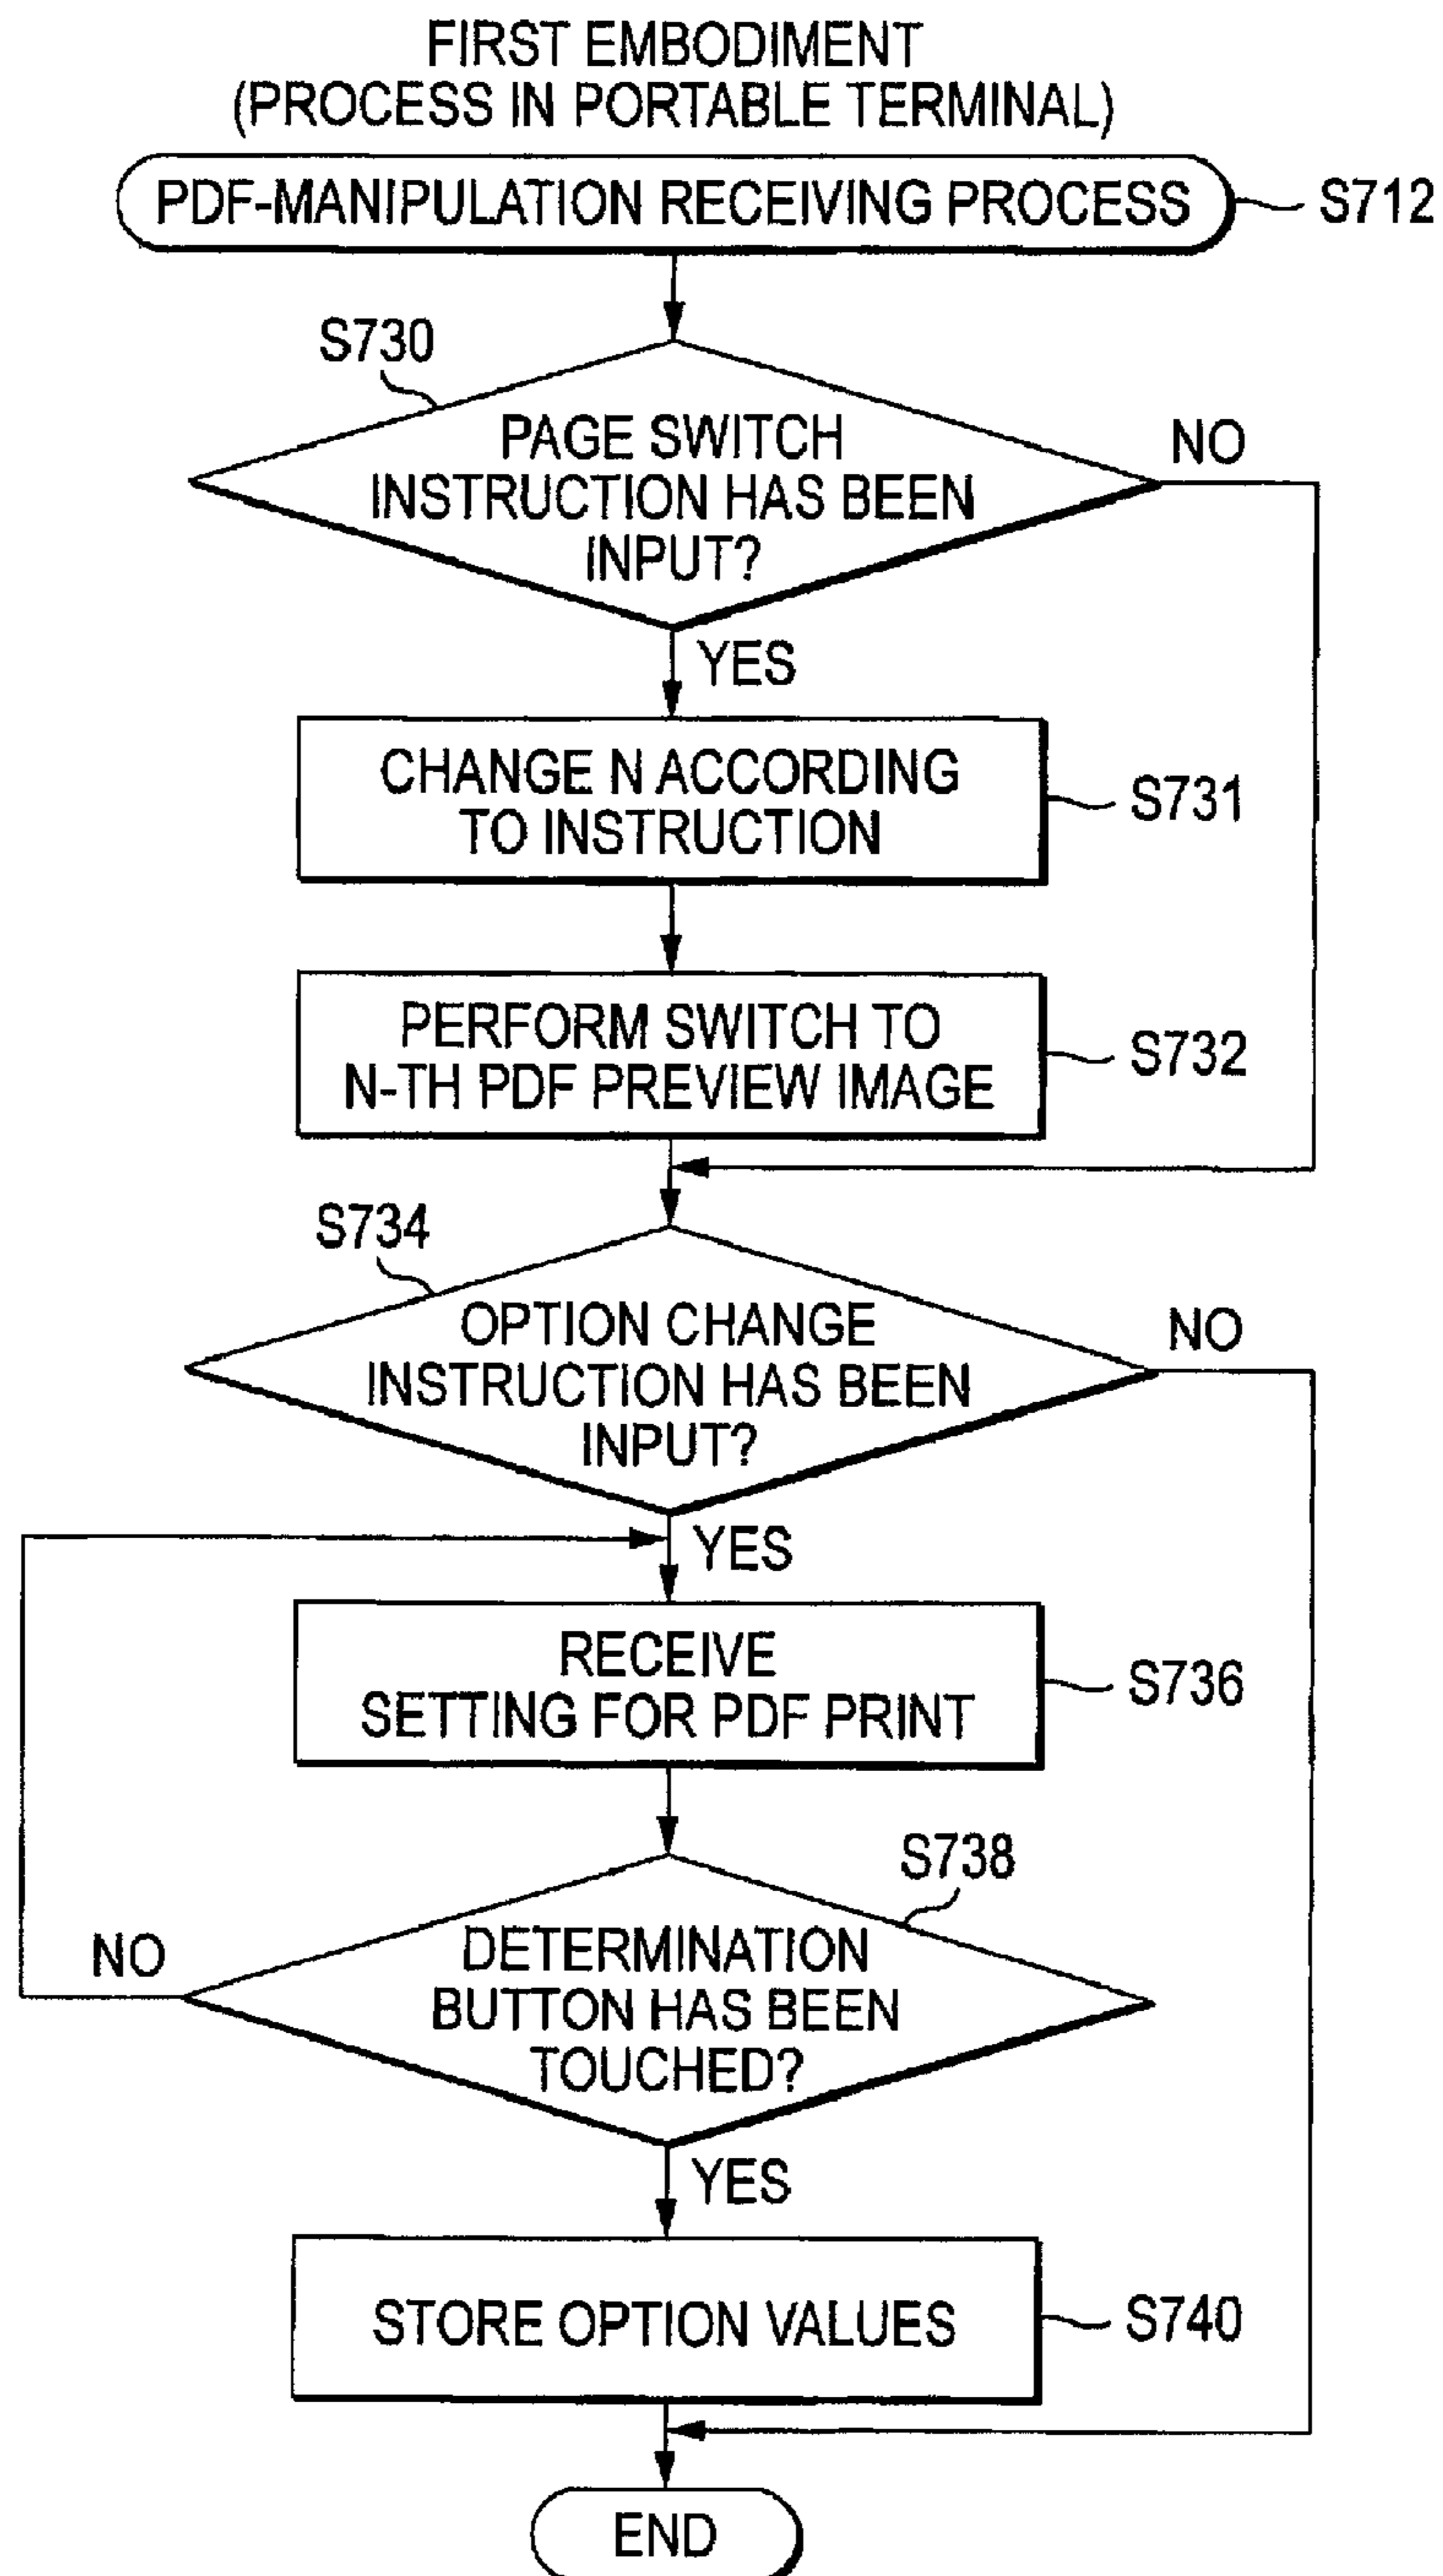 FIRST EMBODIMENT
(PROCESS IN PORTABLE TERMINAL)
PDF-MANIPULATION RECEIVING PROCESS
S712
S730
PAGE SWITCH
INSTRUCTION HAS BEEN
INPUT?
NO
YES
CHANGE N ACCORDING
TO INSTRUCTION
S731
PERFORM SWITCH TO
N-TH PDF PREVIEW IMAGE
S732
S734
OPTION CHANGE
INSTRUCTION HAS BEEN
INPUT?
NO
YES
RECEIVE
SETTING FOR PDF PRINT
S736
S738
DETERMINATION
BUTTON HAS BEEN
TOUCHED?
NO
YES
STORE OPTION VALUES
S740
END